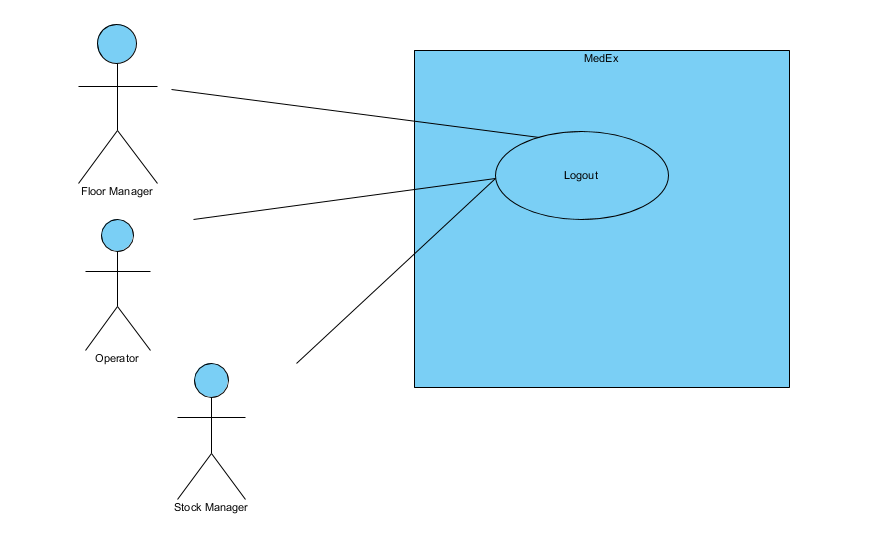 MedEx
Logout
Floor Manager
Operator
Stock Manager